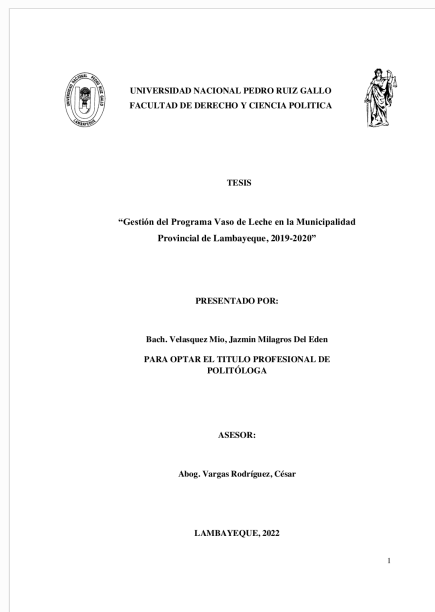 UNIVERSIDAD NACIONAL PEDRO RUIZ GALLO
FACULTAD DE DERECHO Y CIENCIA POLITICA
TESIS
“Gestión del Programa Vaso de Leche en la Municipalidad
Provincial de Lambayeque, 2019-2020”
PRESENTADO POR:
Bach. Velasquez Mio, Jazmin Milagros Del Eden
PARA OPTAR EL TITULO PROFESIONAL DE
POLITÓLOGA
ASESOR:
Abog. Vargas Rodríguez, César
LAMBAYEQUE, 2022
1